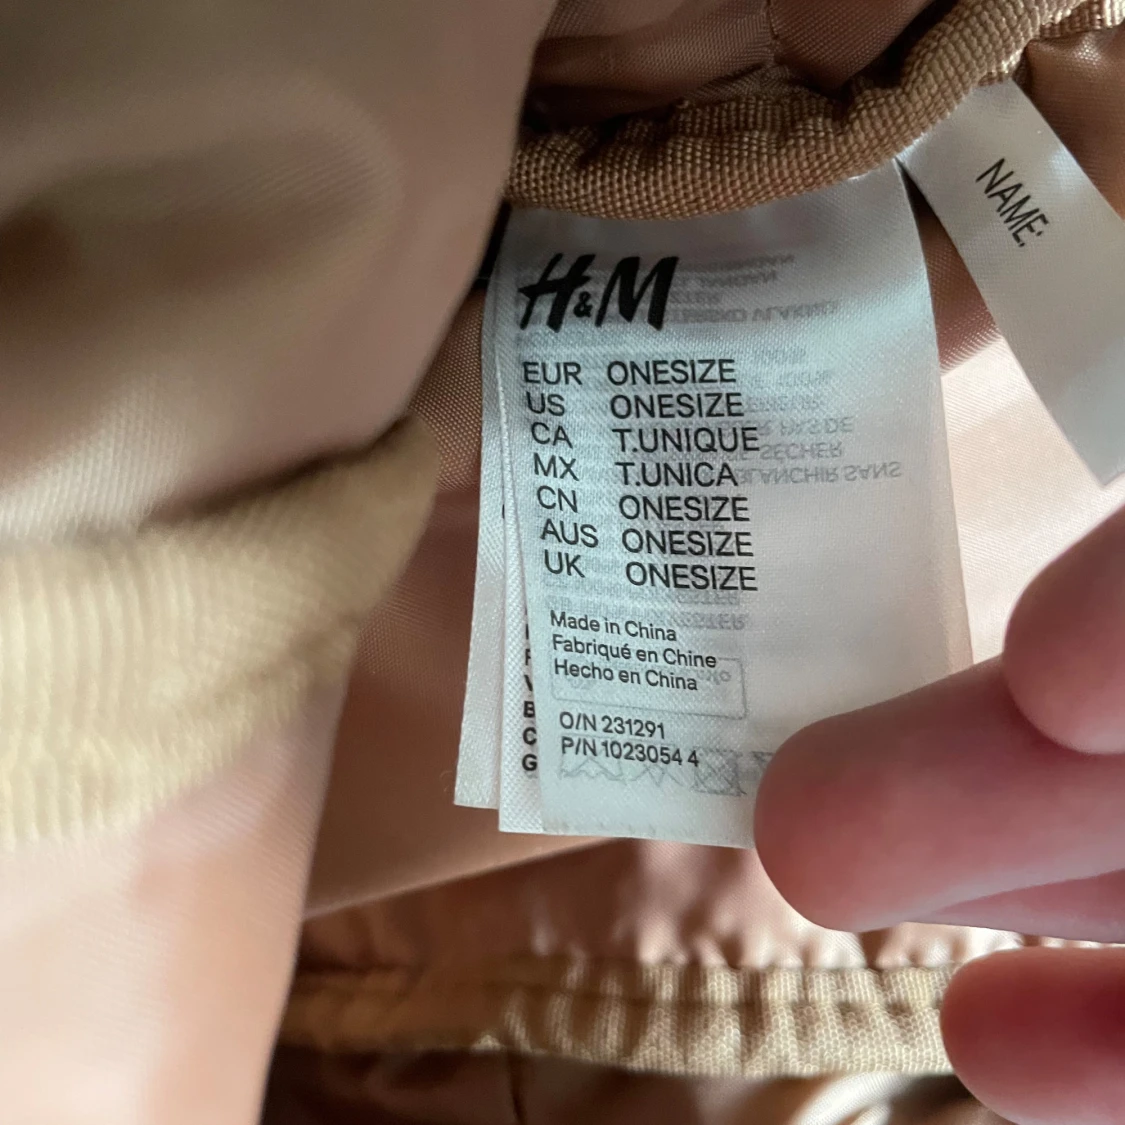 H&M
EUR ONESIZE
US ONESIZE
CA T.UNIQUE
MX T.UNICA
CN ONESIZE
AUS ONESIZE
UK ONESIZE
Made in China
Fabriqué en Chine
Hecho en China
O/N 231291
P/N 1023054 4
NAME: